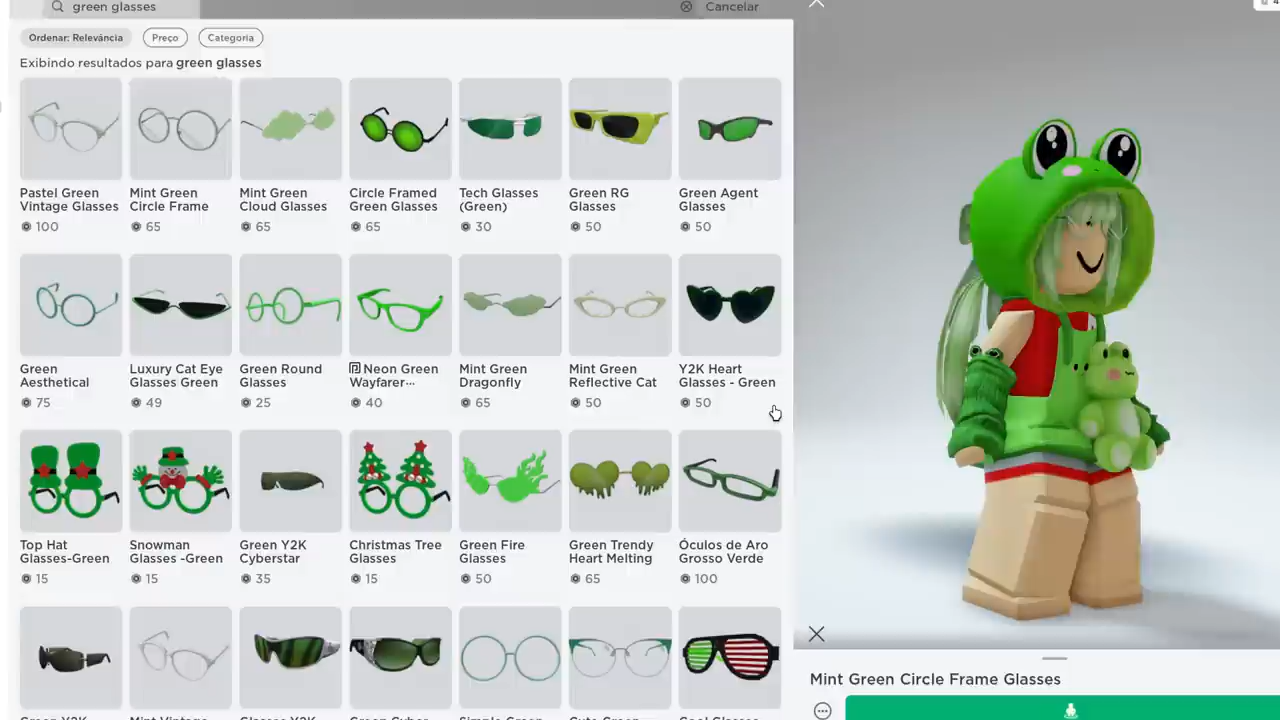 green glasses
Cancelar
Ordenar: Relevância
Preço
Categoria
Exibindo resultados para green glasses
Pastel Green
Vintage Glasses
100
Mint Green
Circle Frame
65
Mint Green
Cloud Glasses
65
Circle Framed
Green Glasses
65
Tech Glasses
(Green)
30
Green RG
Glasses
50
Green Agent
Glasses
50
Green
Aesthetical
75
Luxury Cat Eye
Glasses Green
49
Green Round
Glasses
25
Neon Green
Wayfarer...
40
Mint Green
Dragonfly
65
Mint Green
Reflective Cat
50
Y2K Heart
Glasses - Green
50
Top Hat
Glasses-Green
15
Snowman
Glasses -Green
15
Green Y2K
Cyberstar
35
Christmas Tree
Glasses
15
Green Fire
Glasses
50
Green Trendy
Heart Melting
65
Óculos de Aro
Grosso Verde
100
Mint Green Circle Frame Glasses